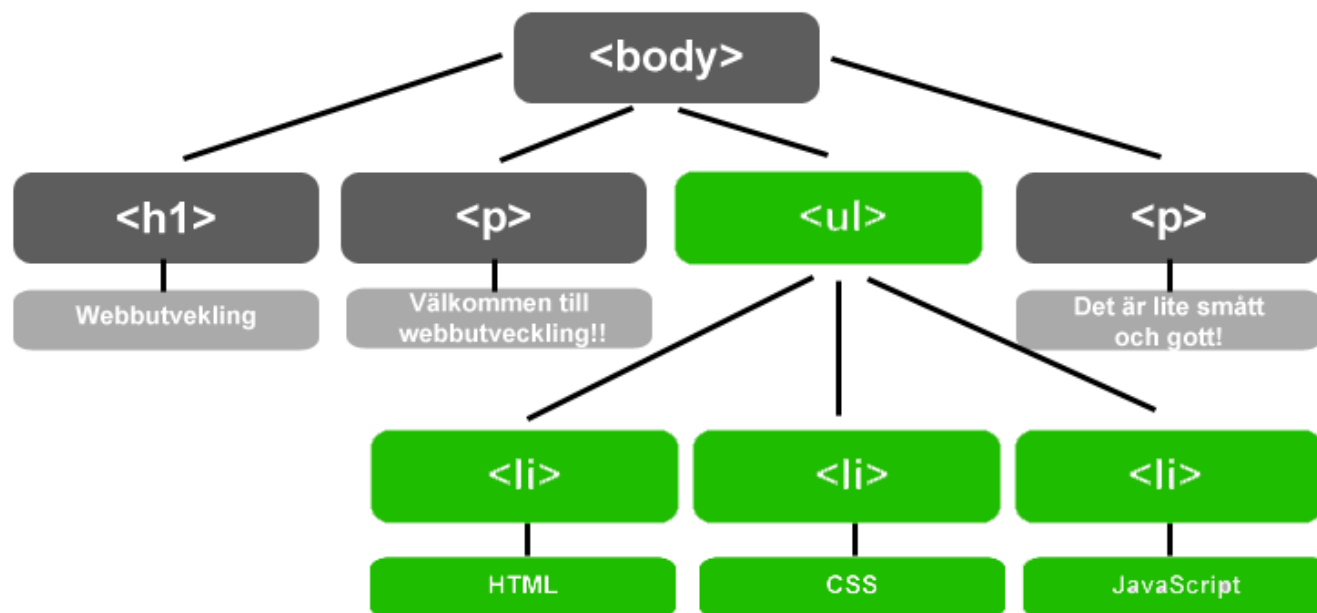 <body>
<h1>
<p>
<ul>
<p>
Webbutvekling
Välkommen till
webbutveckling!!
Det är lite smått
och gott!
<li>
<li>
<li>
HTML
CSS
JavaScript